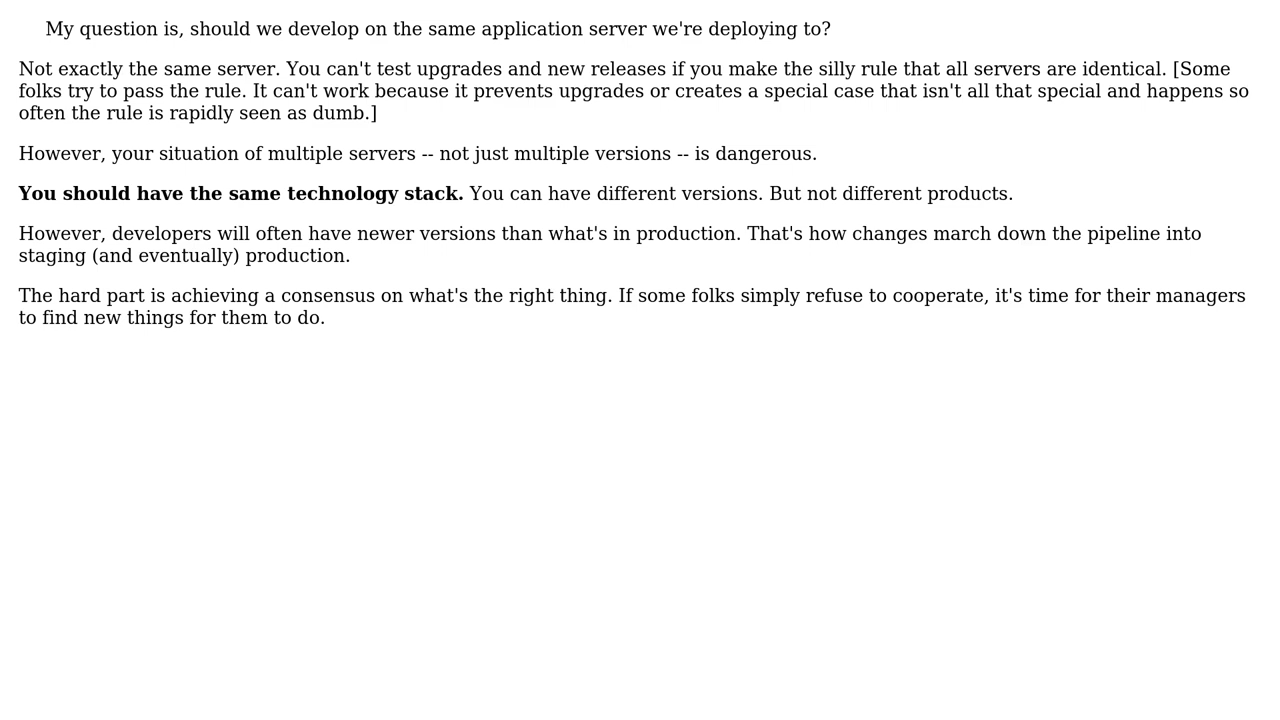 My question is, should we develop on the same application server we're deploying to?
Not exactly the same server. You can't test upgrades and new releases if you make the silly rule that all servers are identical. [Some
folks try to pass the rule. It can't work because it prevents upgrades or creates a special case that isn't all that special and happens so
often the rule is rapidly seen as dumb.]
However, your situation of multiple servers -- not just multiple versions -- is dangerous.
You should have the same technology stack. You can have different versions. But not different products.
However, developers will often have newer versions than what's in production. That's how changes march down the pipeline into
staging (and eventually) production.
The hard part is achieving a consensus on what's the right thing. If some folks simply refuse to cooperate, it's time for their managers
to find new things for them to do.